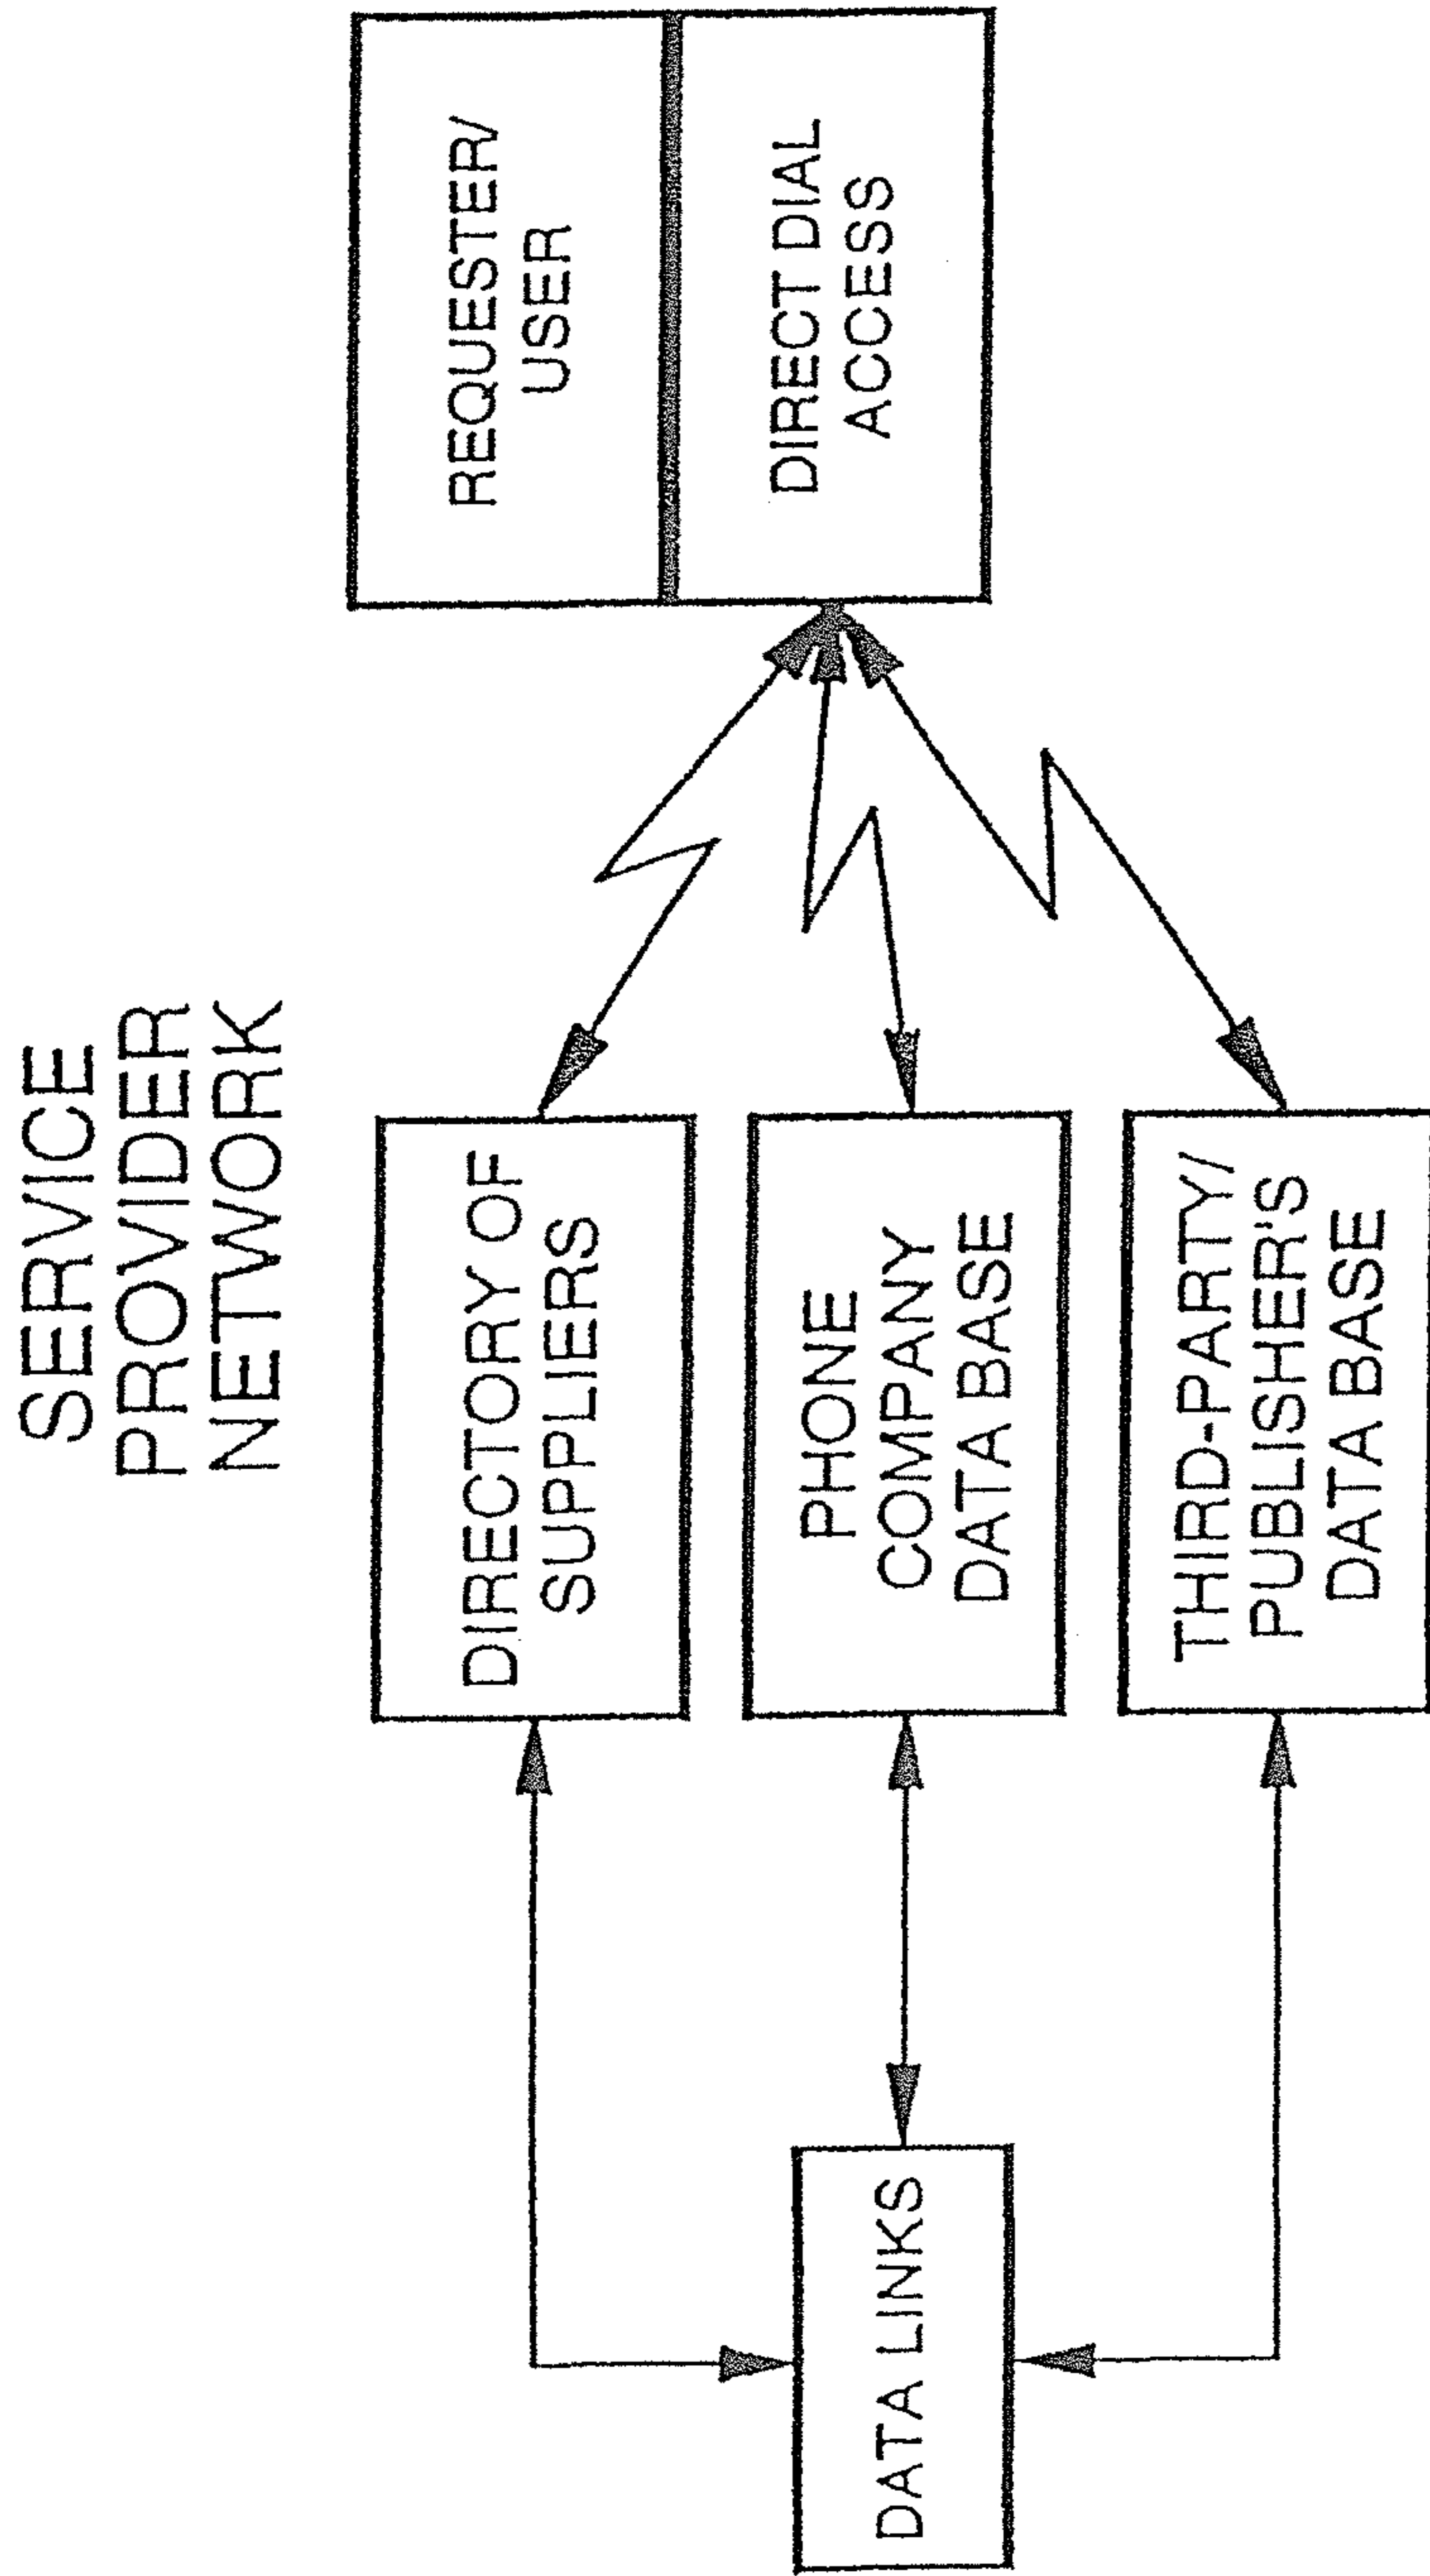 SERVICE
PROVIDER
NETWORK
DATA LINKS
DIRECTORY OF
SUPPLIERS
PHONE
COMPANY
DATA BASE
THIRD-PARTY/
PUBLISHER'S
DATA BASE
REQUESTER/
USER
DIRECT DIAL
ACCESS